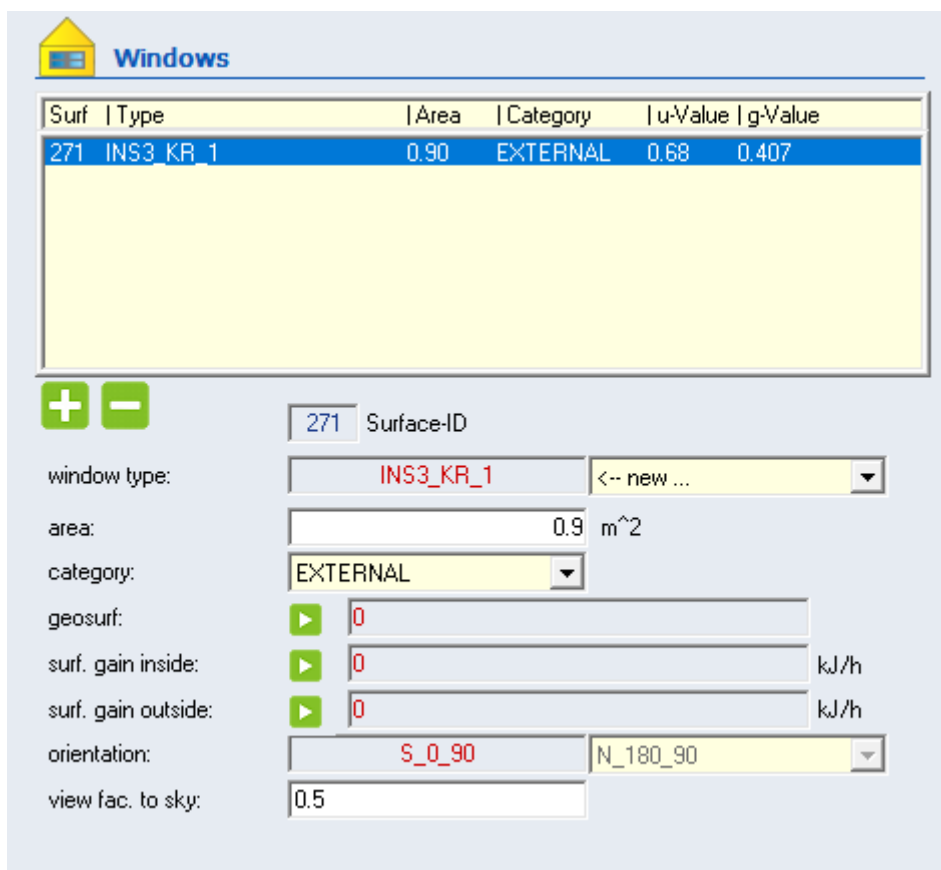 Windows
Surf | Type | Area | Category | u-Value | g-Value
271 INS3_KR_1 0.90 EXTERNAL 0.68 0.407
271 Surface-ID
window type: INS3_KR_1 <-- new ...
area: 0.9 m^2
category: EXTERNAL
geosurf: 0
surf. gain inside: 0 kJ/h
surf. gain outside: 0 kJ/h
orientation: S_0_90 N_180_90
view fac. to sky: 0.5